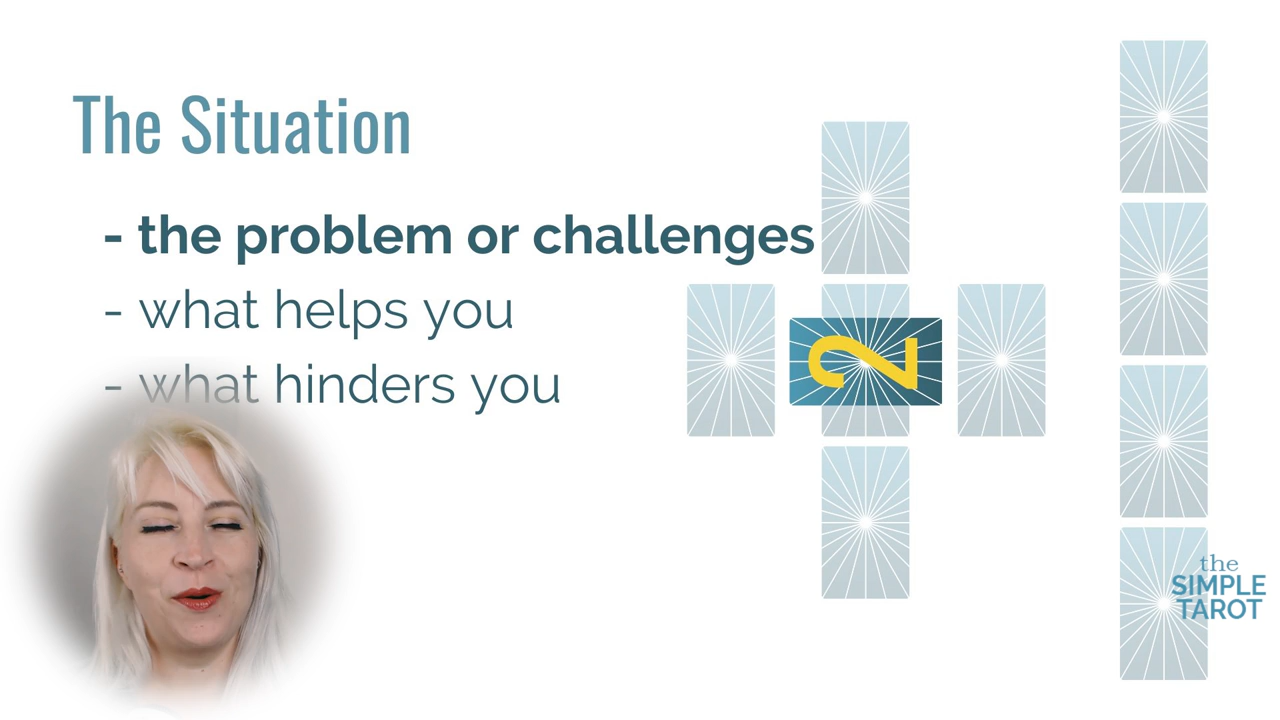 The Situation
- the problem or challenges
- what helps you
- what hinders you
2
the
SIMPLE
TAROT